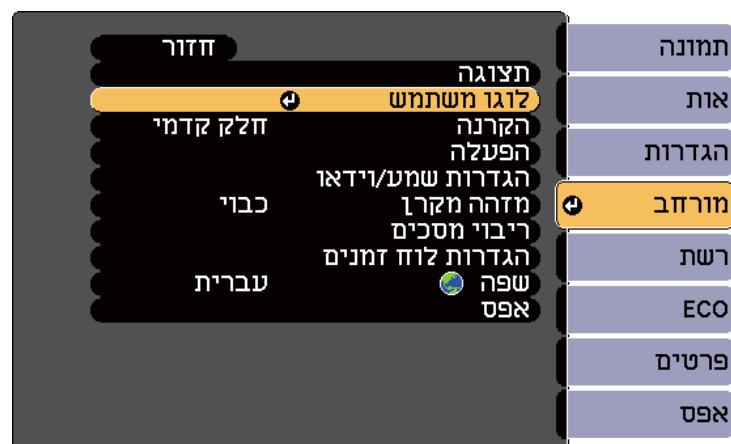 תמונה
אות
הגדרות
מורחב
רשת
ECO
פרטים
אפס
חזור
תצוגה
לוגו משתמש
הקרנה חלק קדמי
הפעלה
הגדרות שמע/וידאו
מזהה מקרן כבוי
ריבוי מסכים
הגדרות לוח זמנים
שפה עברית
אפס